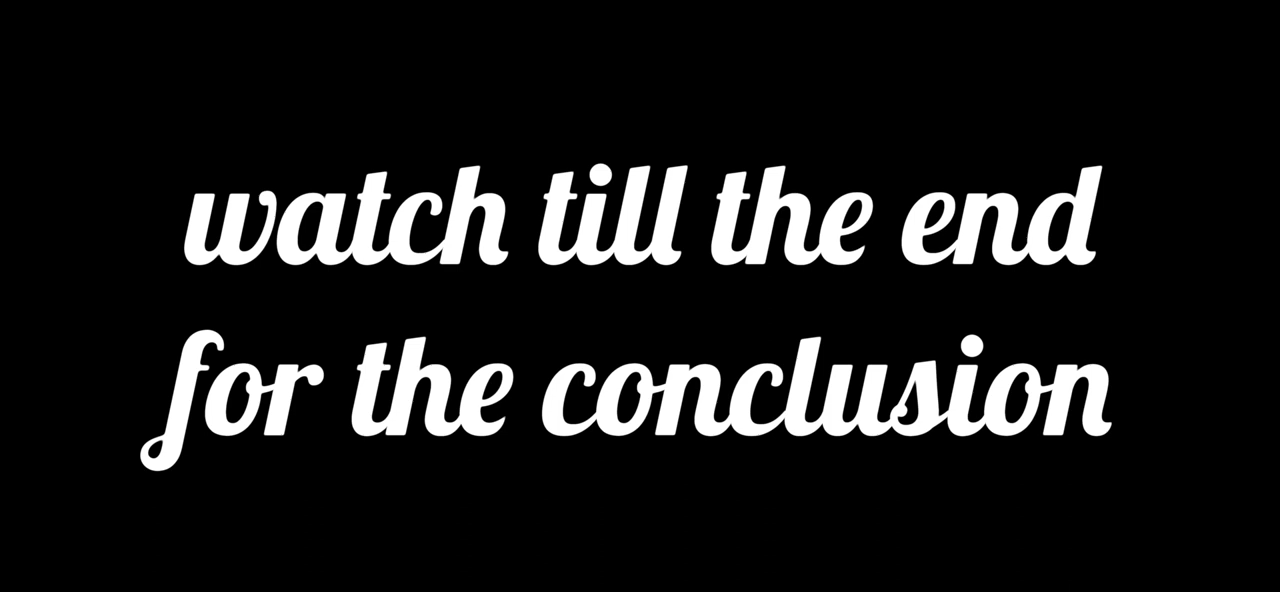 watch till the end
for the conclusion